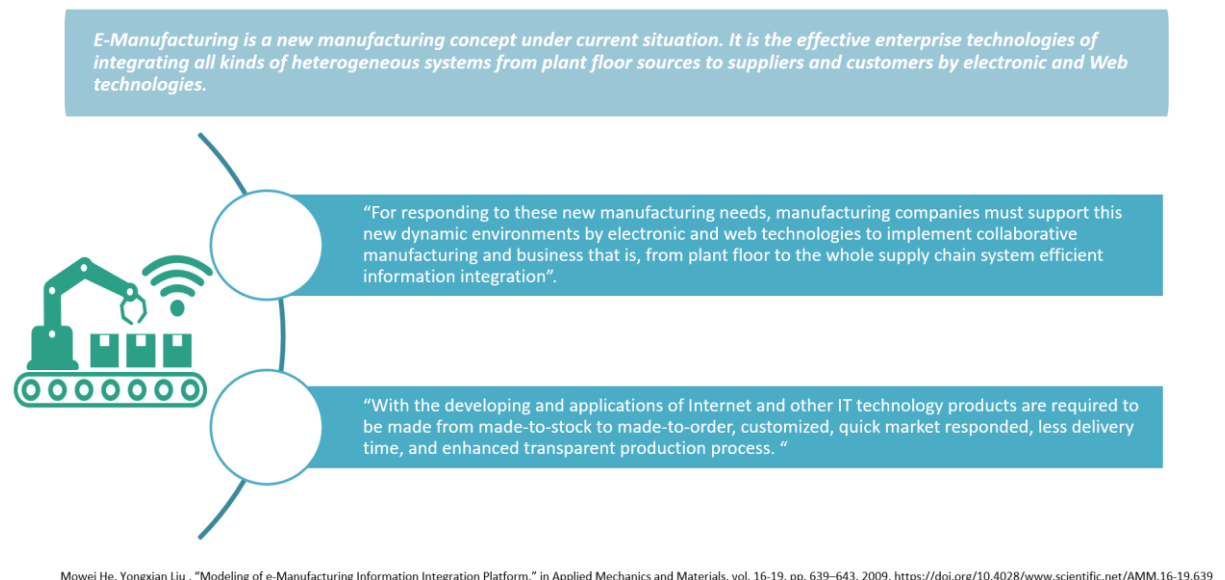 E-Manufacturing is a new manufacturing concept under current situation. It is the effective enterprise technologies of
integrating all kinds of heterogeneous systems from plant floor sources to suppliers and customers by electronic and Web
technologies.
“For responding to these new manufacturing needs, manufacturing companies must support this
new dynamic environments by electronic and web technologies to implement collaborative
manufacturing and business that is, from plant floor to the whole supply chain system efficient
information integration”.
“With the developing and applications of Internet and other IT technology products are required to
be made from made-to-stock to made-to-order, customized, quick market responded, less delivery
time, and enhanced transparent production process. “
Mowei He, Yongxian Liu , “Modeling of e-Manufacturing Information Integration Platform,” in Applied Mechanics and Materials, vol. 16-19, pp. 639–643, 2009, https://doi.org/10.4028/www.scientific.net/AMM.16-19.639